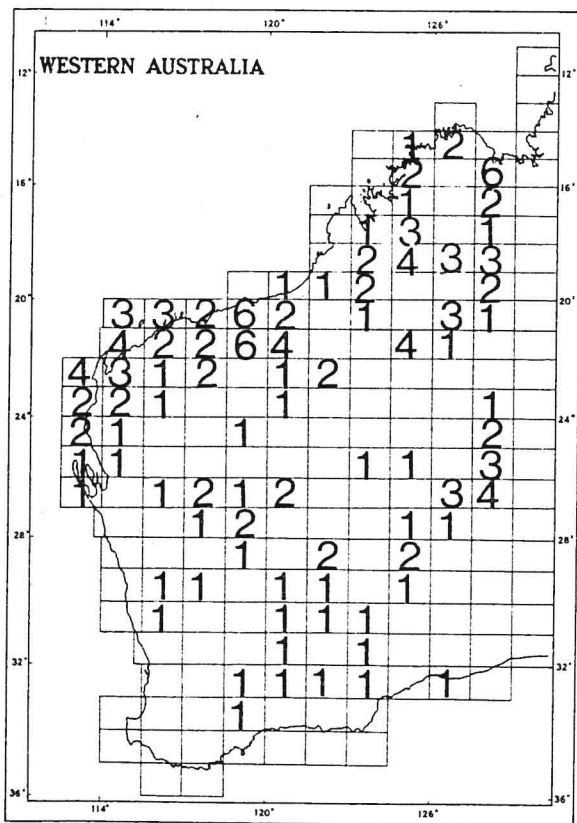 114° 120° 126°
12° WESTERN AUSTRALIA 12°
1 2
2 6
16° 16°
1 2
1 3 1
2 4 3 3
1 1 2 2
20° 20°
3 3 2 6 2 1 3 1
4 2 2 6 4 4 1
4 3 1 2 1 2
2 2 1 1 1
24° 24°
2 1 1 2
1 1 1 1 3
1 1 2 1 2 3 4
1 2 1 1
28° 28°
1 2 2
1 1 1 1 1
1 1 1 1
1 1
32° 32°
1 1 1 1 1
1
36° 36°
114° 120° 126°